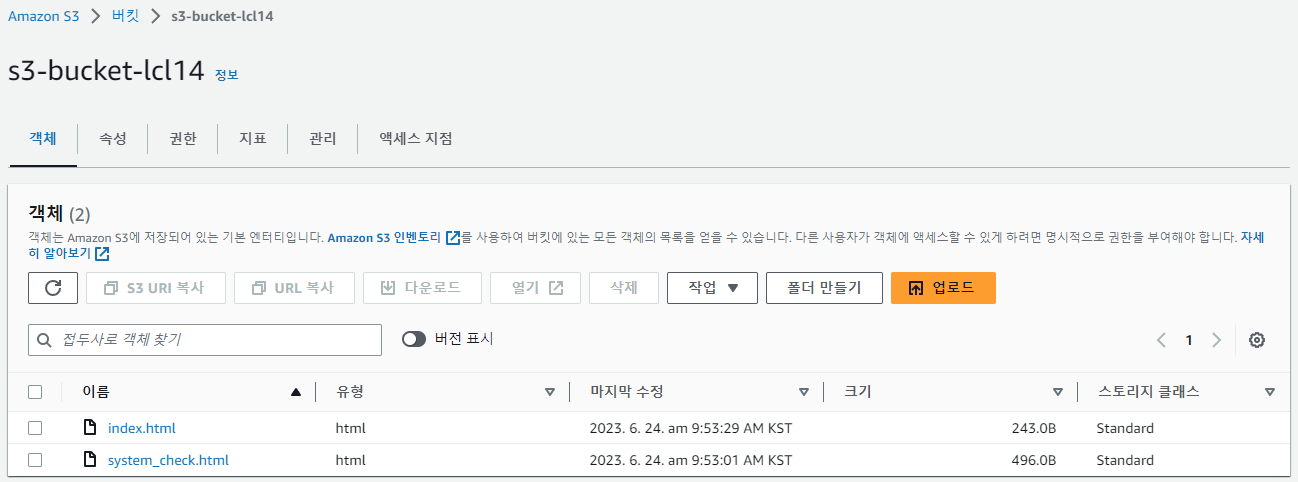 Amazon S3 > 버킷 > s3-bucket-lcl14
s3-bucket-lcl14 정보
객체 속성 권한 지표 관리 액세스 지점
객체 (2)
객체는 Amazon S3에 저장되어 있는 기본 엔터티입니다. Amazon S3 인벤토리를 사용하여 버킷에 있는 모든 객체의 목록을 얻을 수 있습니다. 다른 사용자가 객체에 액세스할 수 있게 하려면 명시적으로 권한을 부여해야 합니다. 자세
히 알아보기
S3 URI 복사 URL 복사 다운로드 열기 삭제 작업 폴더 만들기 업로드
접두사로 객체 찾기 버전 표시 1
이름 유형 마지막 수정 크기 스토리지 클래스
index.html html 2023. 6. 24. am 9:53:29 AM KST 243.0B Standard
system_check.html html 2023. 6. 24. am 9:53:01 AM KST 496.0B Standard